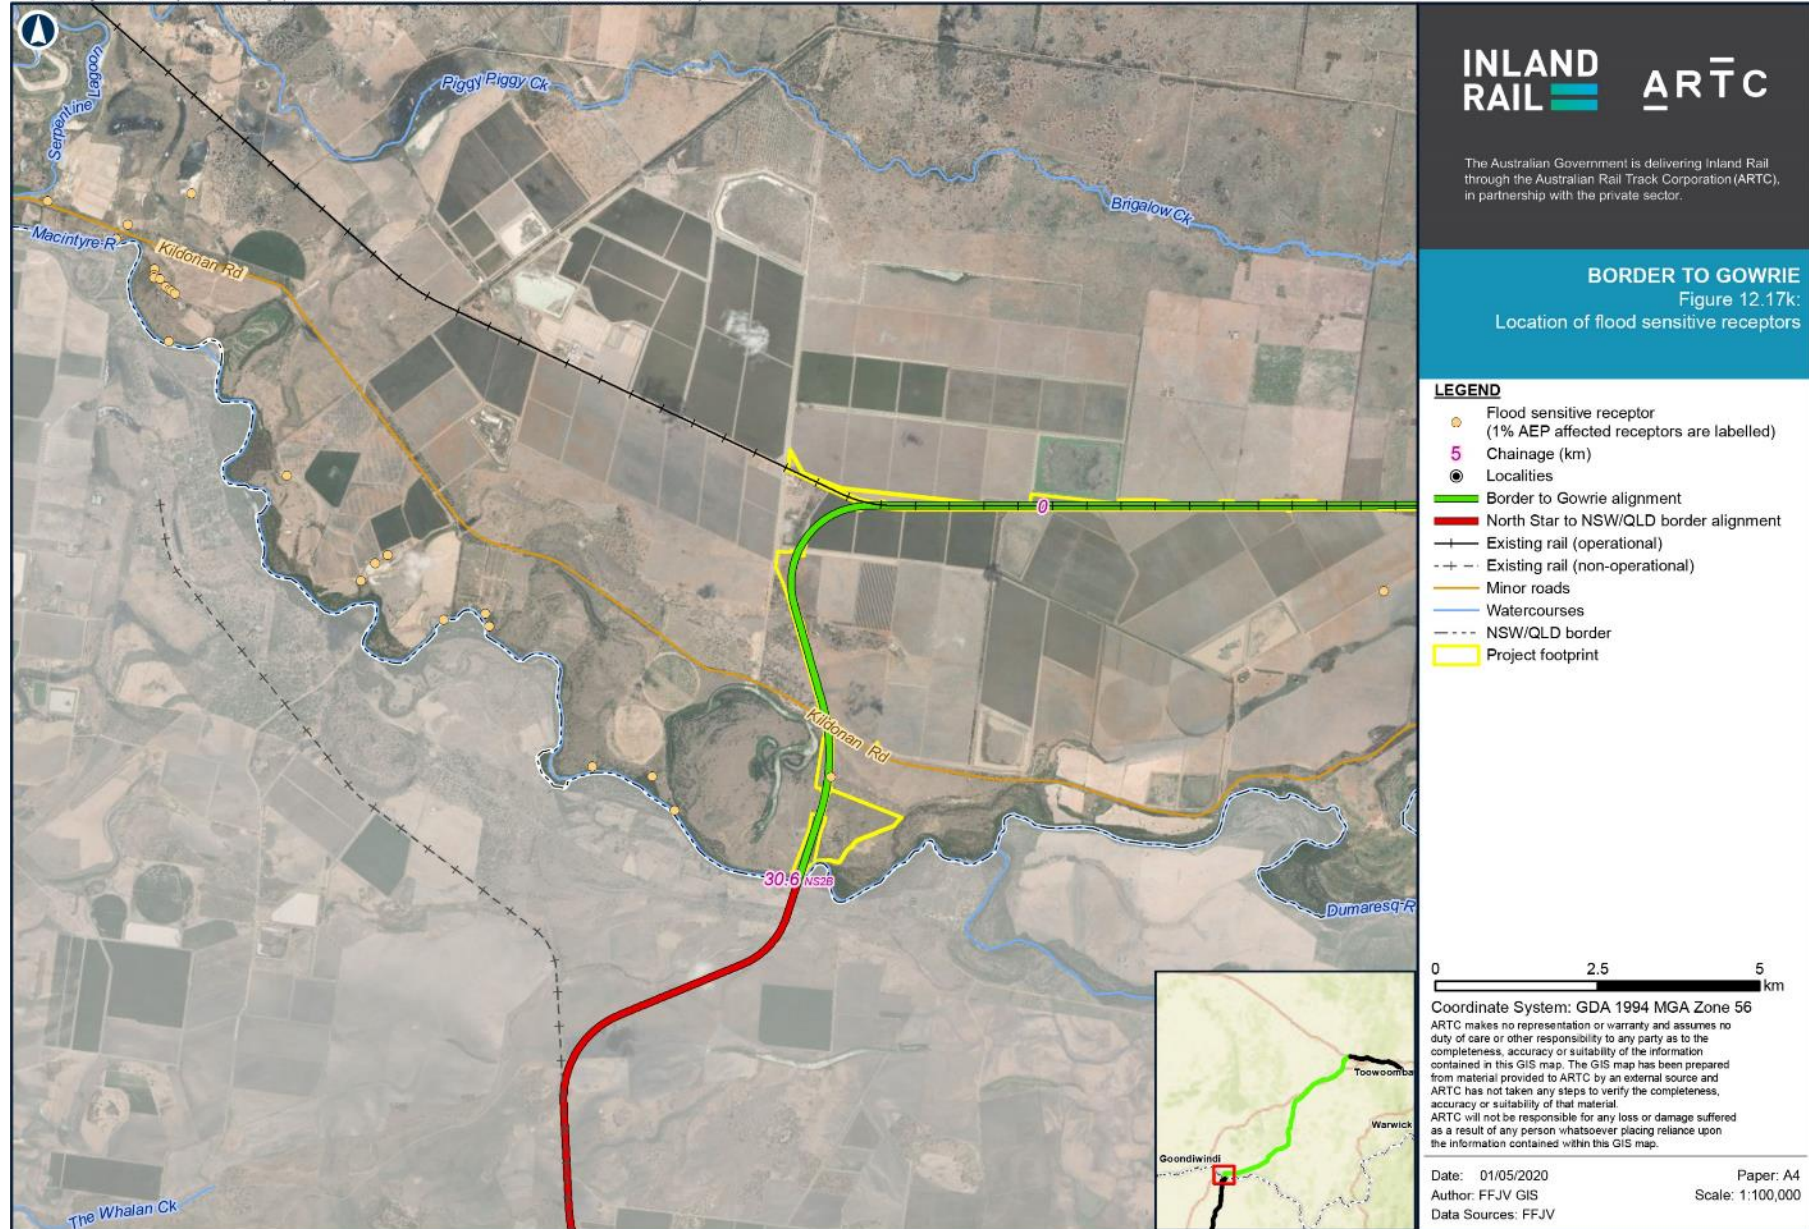 Serpentine Lagoon
Piggy Piggy Ck
Brigalow Ck
Macintyre R
Kildonan Rd
0
Kildonan Rd
30.6 NS2B
Dumaresq R
The Whalan Ck
Toowoomba
Warwick
Goondiwindi
INLAND
RAIL
ARTC
The Australian Government is delivering Inland Rail
through the Australian Rail Track Corporation (ARTC),
in partnership with the private sector.
BORDER TO GOWRIE
Figure 12.17k:
Location of flood sensitive receptors
LEGEND
Flood sensitive receptor
(1% AEP affected receptors are labelled)
5 Chainage (km)
Localities
Border to Gowrie alignment
North Star to NSW/QLD border alignment
Existing rail (operational)
Existing rail (non-operational)
Minor roads
Watercourses
NSW/QLD border
Project footprint
0 2.5 5
km
Coordinate System: GDA 1994 MGA Zone 56
ARTC makes no representation or warranty and assumes no
duty of care or other responsibility to any party as to the
completeness, accuracy or suitability of the information
contained in this GIS map. The GIS map has been prepared
from material provided to ARTC by an external source and
ARTC has not taken any steps to verify the completeness,
accuracy or suitability of that material.
ARTC will not be responsible for any loss or damage suffered
as a result of any person whatsoever placing reliance upon
the information contained within this GIS map.
Date: 01/05/2020 Paper: A4
Author: FFJV GIS Scale: 1:100,000
Data Sources: FFJV